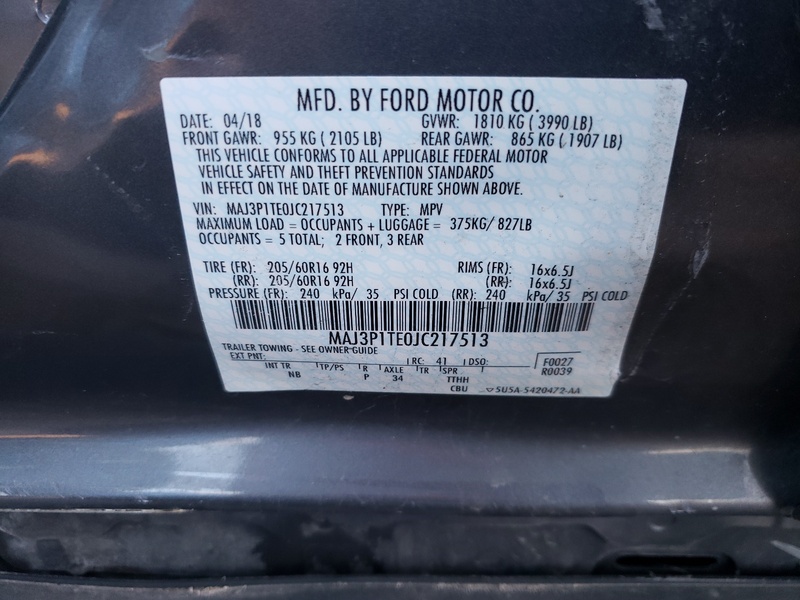 MFD. BY FORD MOTOR CO.
DATE: 04/18 GVWR: 1810 KG ( 3990 LB)
FRONT GAWR: 955 KG ( 2105 LB) REAR GAWR: 865 KG ( 1907 LB)
THIS VEHICLE CONFORMS TO ALL APPLICABLE FEDERAL MOTOR
VEHICLE SAFETY AND THEFT PREVENTION STANDARDS
IN EFFECT ON THE DATE OF MANUFACTURE SHOWN ABOVE.
VIN: MAJ3P1TE0JC217513 TYPE: MPV
MAXIMUM LOAD = OCCUPANTS + LUGGAGE = 375KG/ 827LB
OCCUPANTS = 5 TOTAL; 2 FRONT, 3 REAR
TIRE (FR): 205/60R16 92H RIMS (FR): 16x6.5J
(RR): 205/60R16 92H (RR): 16x6.5J
PRESSURE (FR): 240 kPa/ 35 PSI COLD (RR): 240 kPa/ 35 PSI COLD
MAJ3P1TE0JC217513
TRAILER TOWING - SEE OWNER GUIDE
EXT PNT: RC: 41 DSO: F0027
INT TR TP/PS R AXLE TR SPR R0039
NB P 34 TTHH
CBU 5U5A-5420472-AA